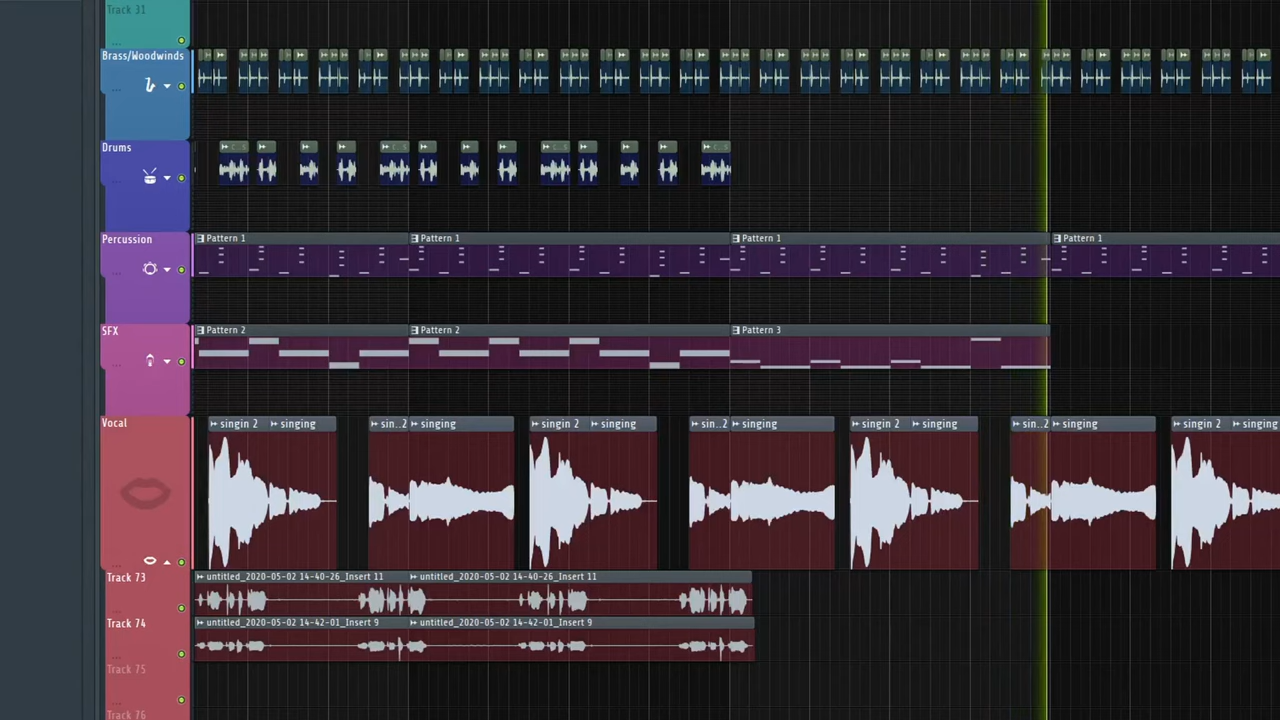 Track 31
Brass/Woodwinds
Drums
Percussion
Pattern 1 Pattern 1 Pattern 1 Pattern 1
SFX
Pattern 2 Pattern 2 Pattern 3
Vocal
singin 2 singing sin..2 singing singin 2 singing sin..2 singing singin 2 singing sin..2 singing singin 2 singing
Track 73
untitled_2020-05-02 14-40-26_Insert 11 untitled_2020-05-02 14-40-26_Insert 11
Track 74
untitled_2020-05-02 14-42-01_Insert 9 untitled_2020-05-02 14-42-01_Insert 9
Track 75
Track 76